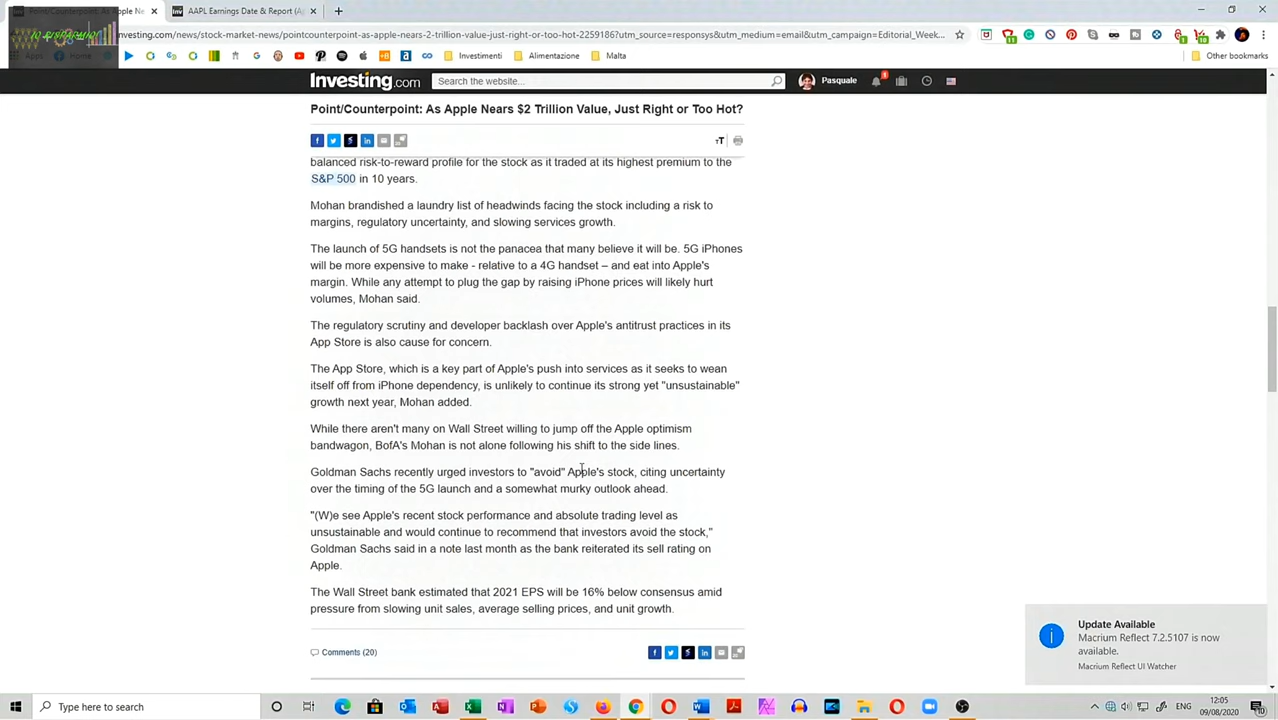 Point/Counterpoint: As Apple Ne
AAPL Earnings Date & Report (A
Investing.com/news/stock-market-news/pointcounterpoint-as-apple-nears-2-trillion-value-just-right-or-too-hot-2259186?utm_source=responsys&utm_medium=email&utm_campaign=Editorial_Week...
Apps
Home
Investimenti
Alimentazione
Malta
Other bookmarks
Investing.com
Search the website...
Pasquale
Point/Counterpoint: As Apple Nears $2 Trillion Value, Just Right or Too Hot?
balanced risk-to-reward profile for the stock as it traded at its highest premium to the
S&P 500 in 10 years.
Mohan brandished a laundry list of headwinds facing the stock including a risk to
margins, regulatory uncertainty, and slowing services growth.
The launch of 5G handsets is not the panacea that many believe it will be. 5G iPhones
will be more expensive to make - relative to a 4G handset – and eat into Apple's
margin. While any attempt to plug the gap by raising iPhone prices will likely hurt
volumes, Mohan said.
The regulatory scrutiny and developer backlash over Apple's antitrust practices in its
App Store is also cause for concern.
The App Store, which is a key part of Apple's push into services as it seeks to wean
itself off from iPhone dependency, is unlikely to continue its strong yet "unsustainable"
growth next year, Mohan added.
While there aren't many on Wall Street willing to jump off the Apple optimism
bandwagon, BofA's Mohan is not alone following his shift to the side lines.
Goldman Sachs recently urged investors to "avoid" Apple's stock, citing uncertainty
over the timing of the 5G launch and a somewhat murky outlook ahead.
"(W)e see Apple's recent stock performance and absolute trading level as
unsustainable and would continue to recommend that investors avoid the stock,"
Goldman Sachs said in a note last month as the bank reiterated its sell rating on
Apple.
The Wall Street bank estimated that 2021 EPS will be 16% below consensus amid
pressure from slowing unit sales, average selling prices, and unit growth.
Comments (20)
Update Available
Macrium Reflect 7.2.5107 is now
available.
Macrium Reflect UI Watcher
Type here to search
ENG
12:05
09/08/2020